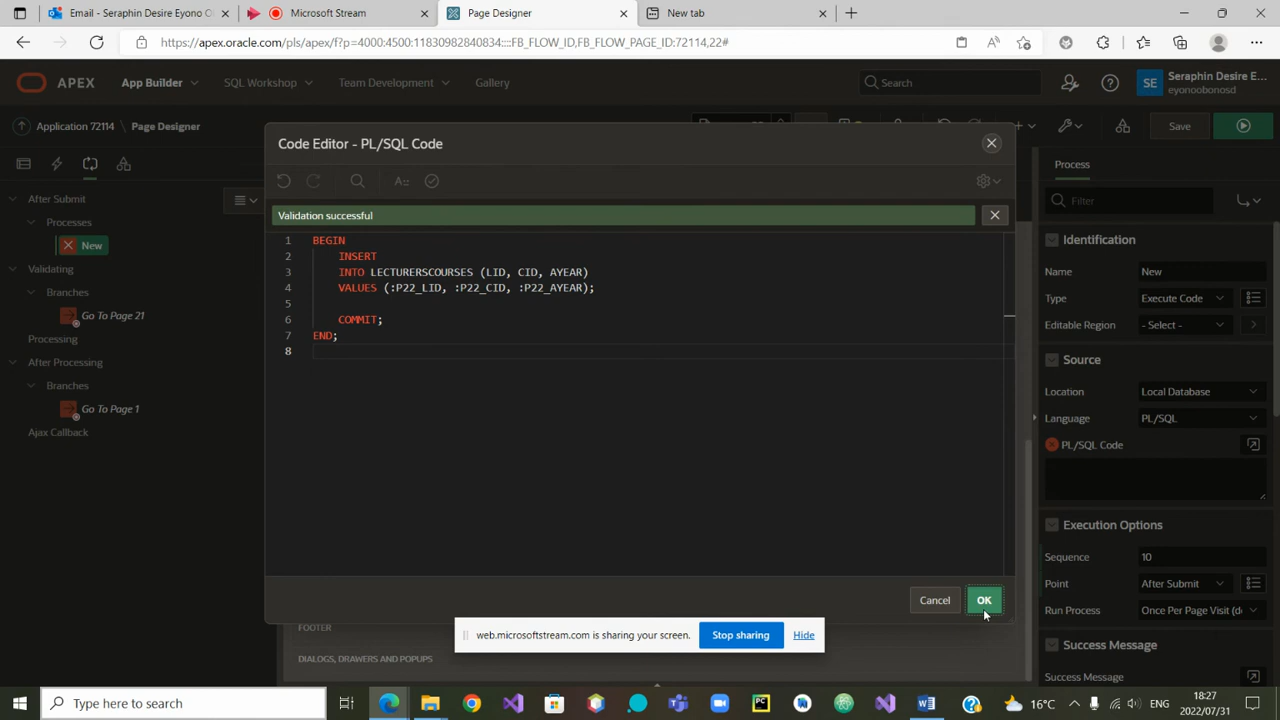 Email - Seraphin Desire Eyono O
Microsoft Stream
Page Designer
New tab
https://apex.oracle.com/pls/apex/f?p=4000:4500:11830982840834::::FB_FLOW_ID,FB_FLOW_PAGE_ID:72114,22#
APEX
App Builder
SQL Workshop
Team Development
Gallery
Search
SE
Seraphin Desire E...
eyonoobonosd
Application 72114
Page Designer
Save
Code Editor - PL/SQL Code
Process
After Submit
Processes
New
Validating
Branches
Go To Page 21
Processing
After Processing
Branches
Go To Page 1
Ajax Callback
Validation successful
1 BEGIN
2 INSERT
3 INTO LECTURERSCOURSES (LID, CID, AYEAR)
4 VALUES (:P22_LID, :P22_CID, :P22_AYEAR);
5
6 COMMIT;
7 END;
8
Cancel
OK
Filter
Identification
Name New
Type Execute Code
Editable Region - Select -
Source
Location Local Database
Language PL/SQL
PL/SQL Code
Execution Options
Sequence 10
Point After Submit
Run Process Once Per Page Visit (d
Success Message
Success Message
FOOTER
DIALOGS, DRAWERS AND POPUPS
web.microsoftstream.com is sharing your screen.
Stop sharing
Hide
Type here to search
16°C
ENG
18:27
2022/07/31